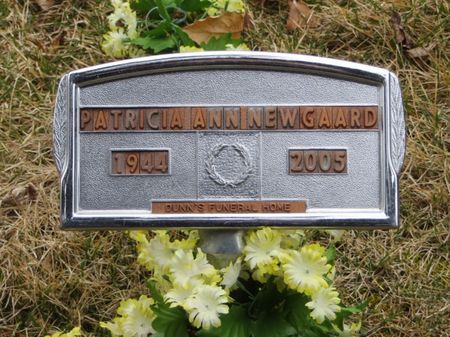 PATRICIA ANN NEWGAARD
1944 2005
DUNN'S FUNERAL HOME